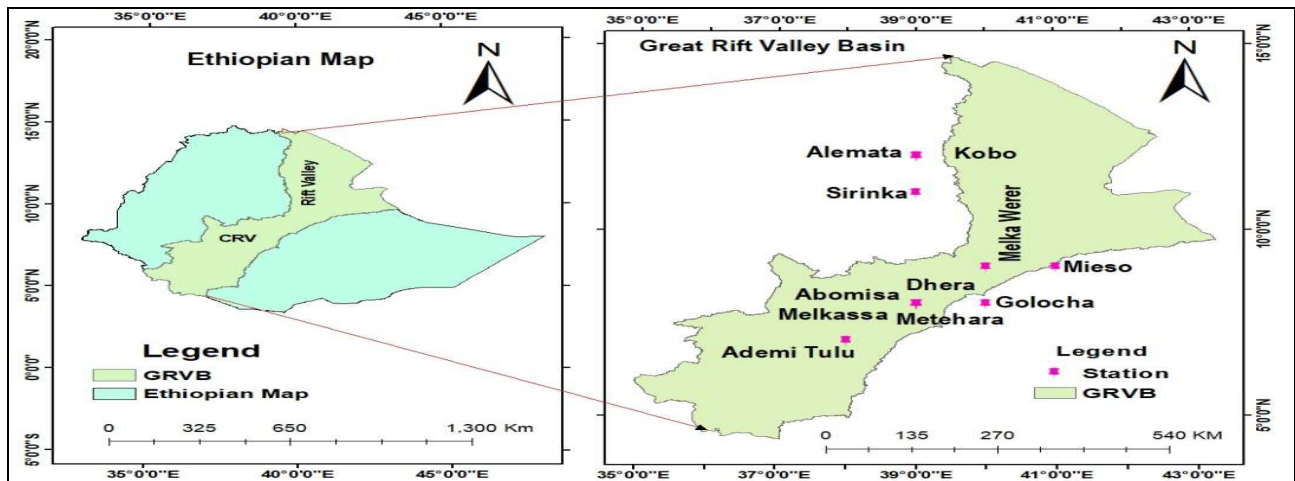 35°0'0"E 40°0'0"E 45°0'0"E
Ethiopian Map
N
20°0'0"N
15°0'0"N
10°0'0"N
5°0'0"N
0°0'0"
5°0'0"S
Rift Valley
CRV
Legend
GRVB
Ethiopian Map
0 325 650 1,300 Km
35°0'0"E 40°0'0"E 45°0'0"E
35°0'0"E 37°0'0"E 39°0'0"E 41°0'0"E 43°0'0"E
Great Rift Valley Basin
N
15°0'0"N
10°0'0"N
5°0'0"N
Alemata Kobo
Sirinka
Melka Werer
Mieso
Dhera
Abomisa
Golocha
Melkassa
Metehara
Ademi Tulu
Legend
Station
GRVB
0 135 270 540 KM
35°0'0"E 37°0'0"E 39°0'0"E 41°0'0"E 43°0'0"E